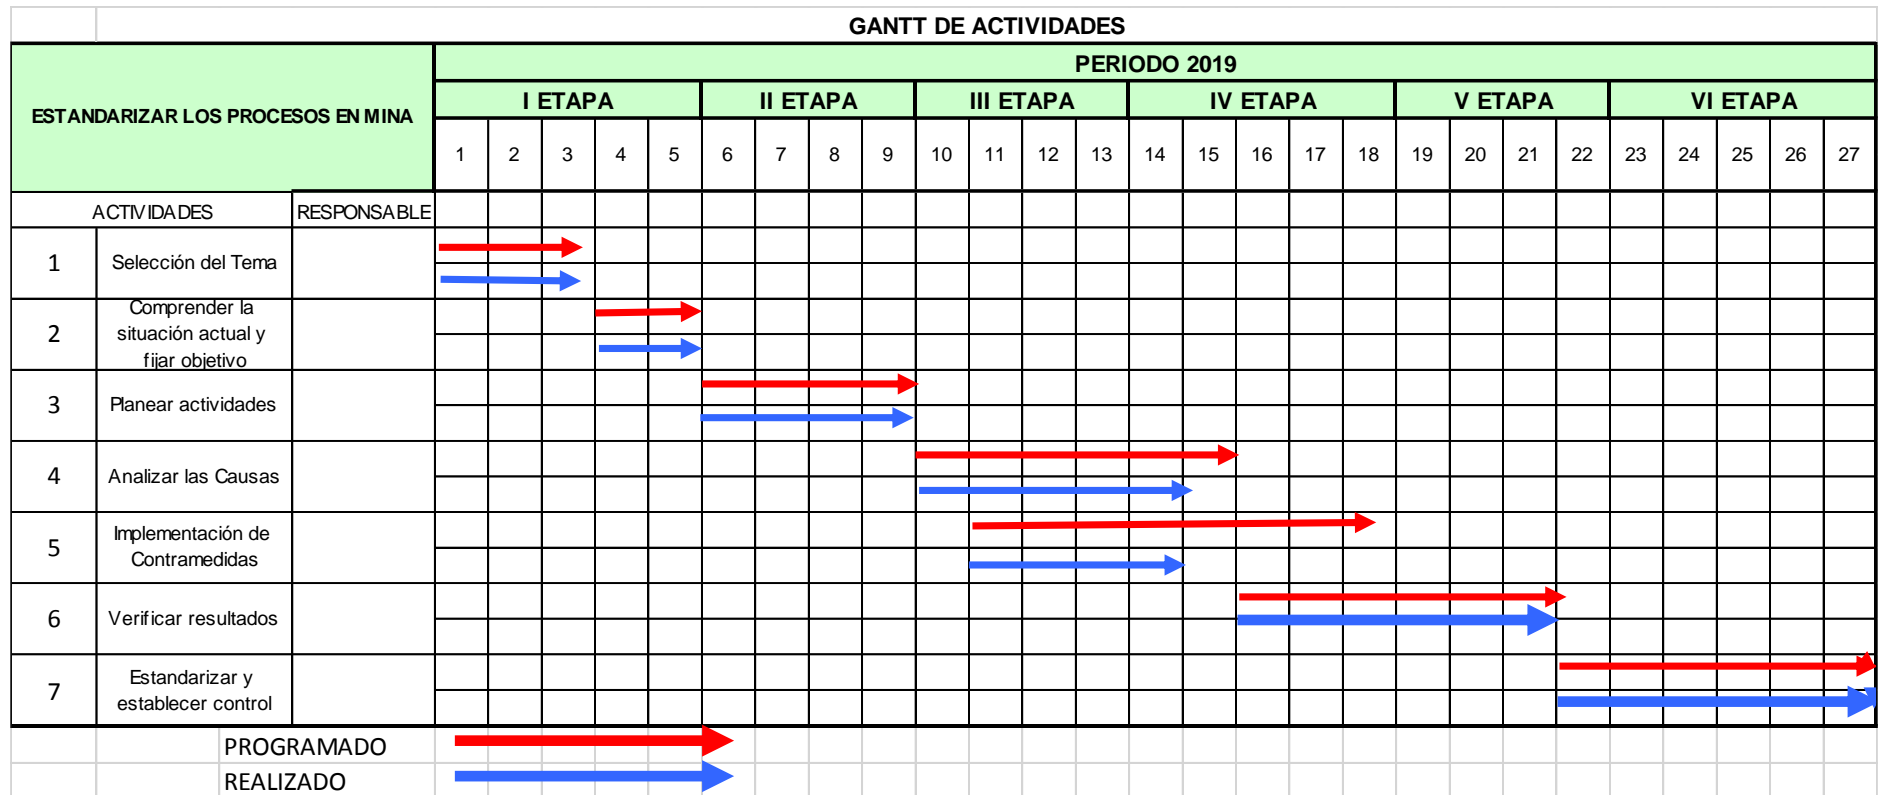 GANTT DE ACTIVIDADES
ESTANDARIZAR LOS PROCESOS EN MINA
PERIODO 2019
I ETAPA II ETAPA III ETAPA IV ETAPA V ETAPA VI ETAPA
1 2 3 4 5 6 7 8 9 10 11 12 13 14 15 16 17 18 19 20 21 22 23 24 25 26 27
ACTIVIDADES RESPONSABLE
1 Selección del Tema
2 Comprender la
situación actual y
fijar objetivo
3 Planear actividades
4 Analizar las Causas
5 Implementación de
Contramedidas
6 Verificar resultados
7 Estandarizar y
establecer control
PROGRAMADO
REALIZADO